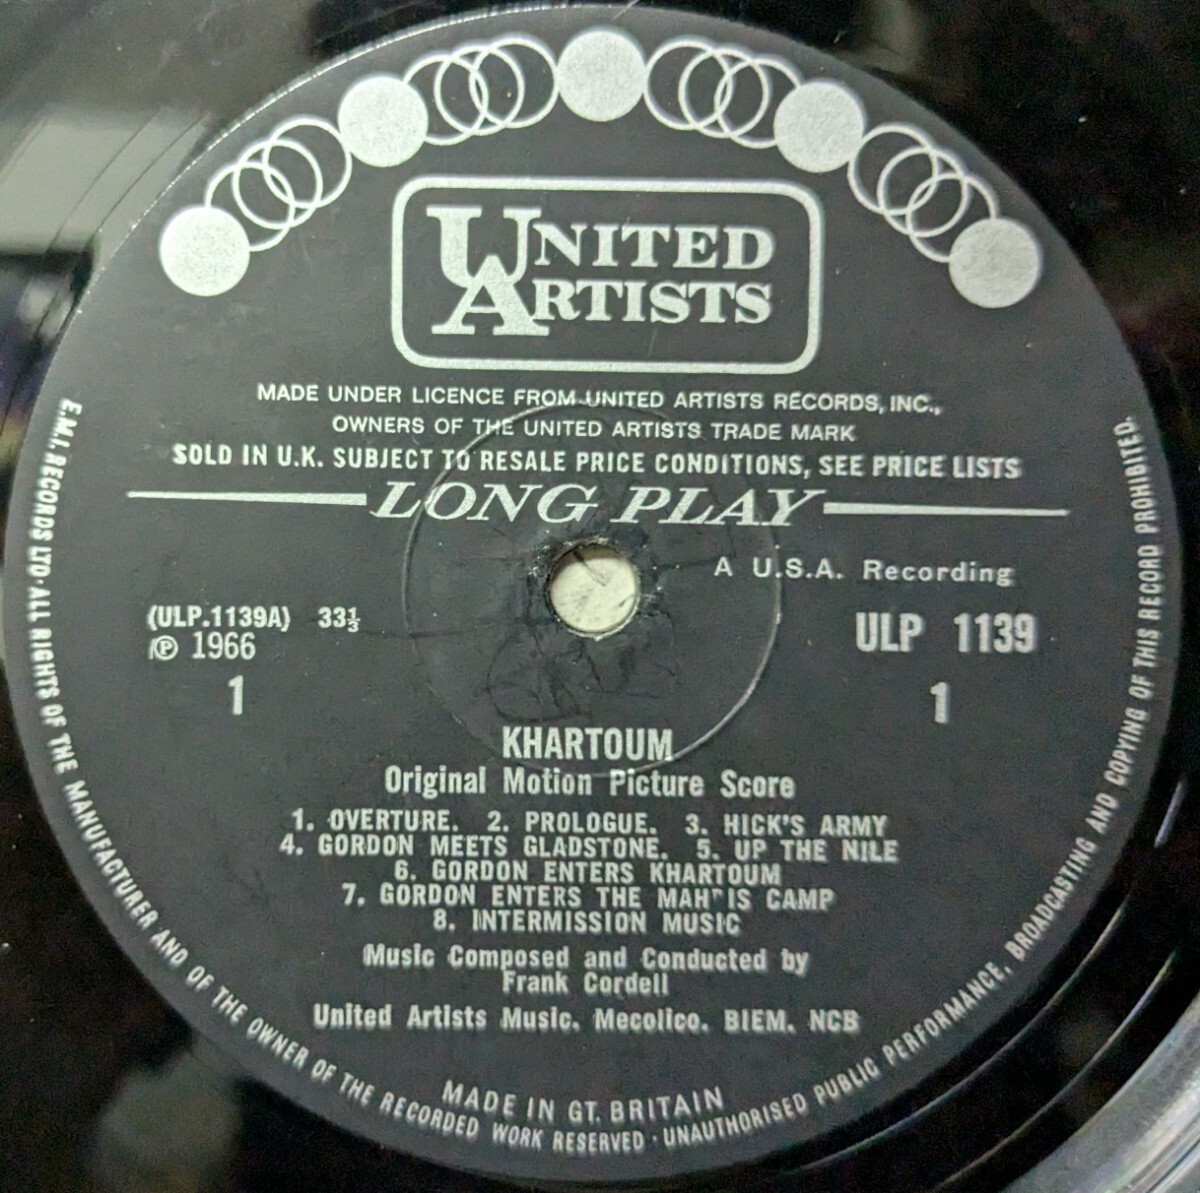 UNITED
ARTISTS
MADE UNDER LICENCE FROM UNITED ARTISTS RECORDS, INC.,
OWNERS OF THE UNITED ARTISTS TRADE MARK
SOLD IN U.K. SUBJECT TO RESALE PRICE CONDITIONS, SEE PRICE LISTS
LONG PLAY
A U.S.A. Recording
(ULP.1139A) 33⅓
ULP 1139
℗ 1966
1
1
KHARTOUM
Original Motion Picture Score
1. OVERTURE. 2. PROLOGUE. 3. HICK'S ARMY
4. GORDON MEETS GLADSTONE. 5. UP THE NILE
6. GORDON ENTERS KHARTOUM
7. GORDON ENTERS THE CAMP
8. INTERMISSION MUSIC
Music Composed and Conducted by
Frank Cordell
United Artists Music. Mecolico. BIEM. NCB
MADE IN GT. BRITAIN
E.M.I. RECORDS LTD · ALL RIGHTS OF THE MANUFACTURER AND OF THE OWNER OF THE RECORDED WORK RESERVED · UNAUTHORISED PUBLIC PERFORMANCE, BROADCASTING AND COPYING OF THIS RECORD PROHIBITED.